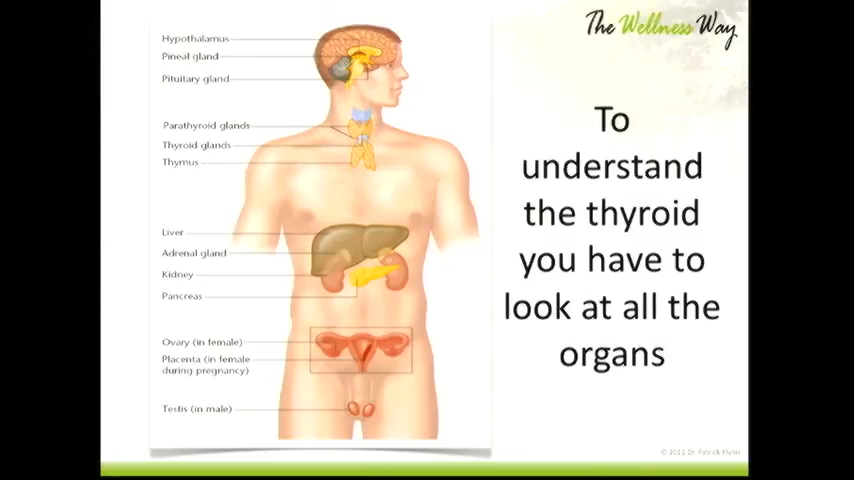 The Wellness Way
Hypothalamus
Pineal gland
Pituitary gland
Parathyroid glands
Thyroid glands
Thymus
Liver
Adrenal gland
Kidney
Pancreas
Ovary (in female)
Placenta (in female
during pregnancy)
Testis (in male)
To
understand
the thyroid
you have to
look at all the
organs
© 2012 Dr. Patrick Flynn